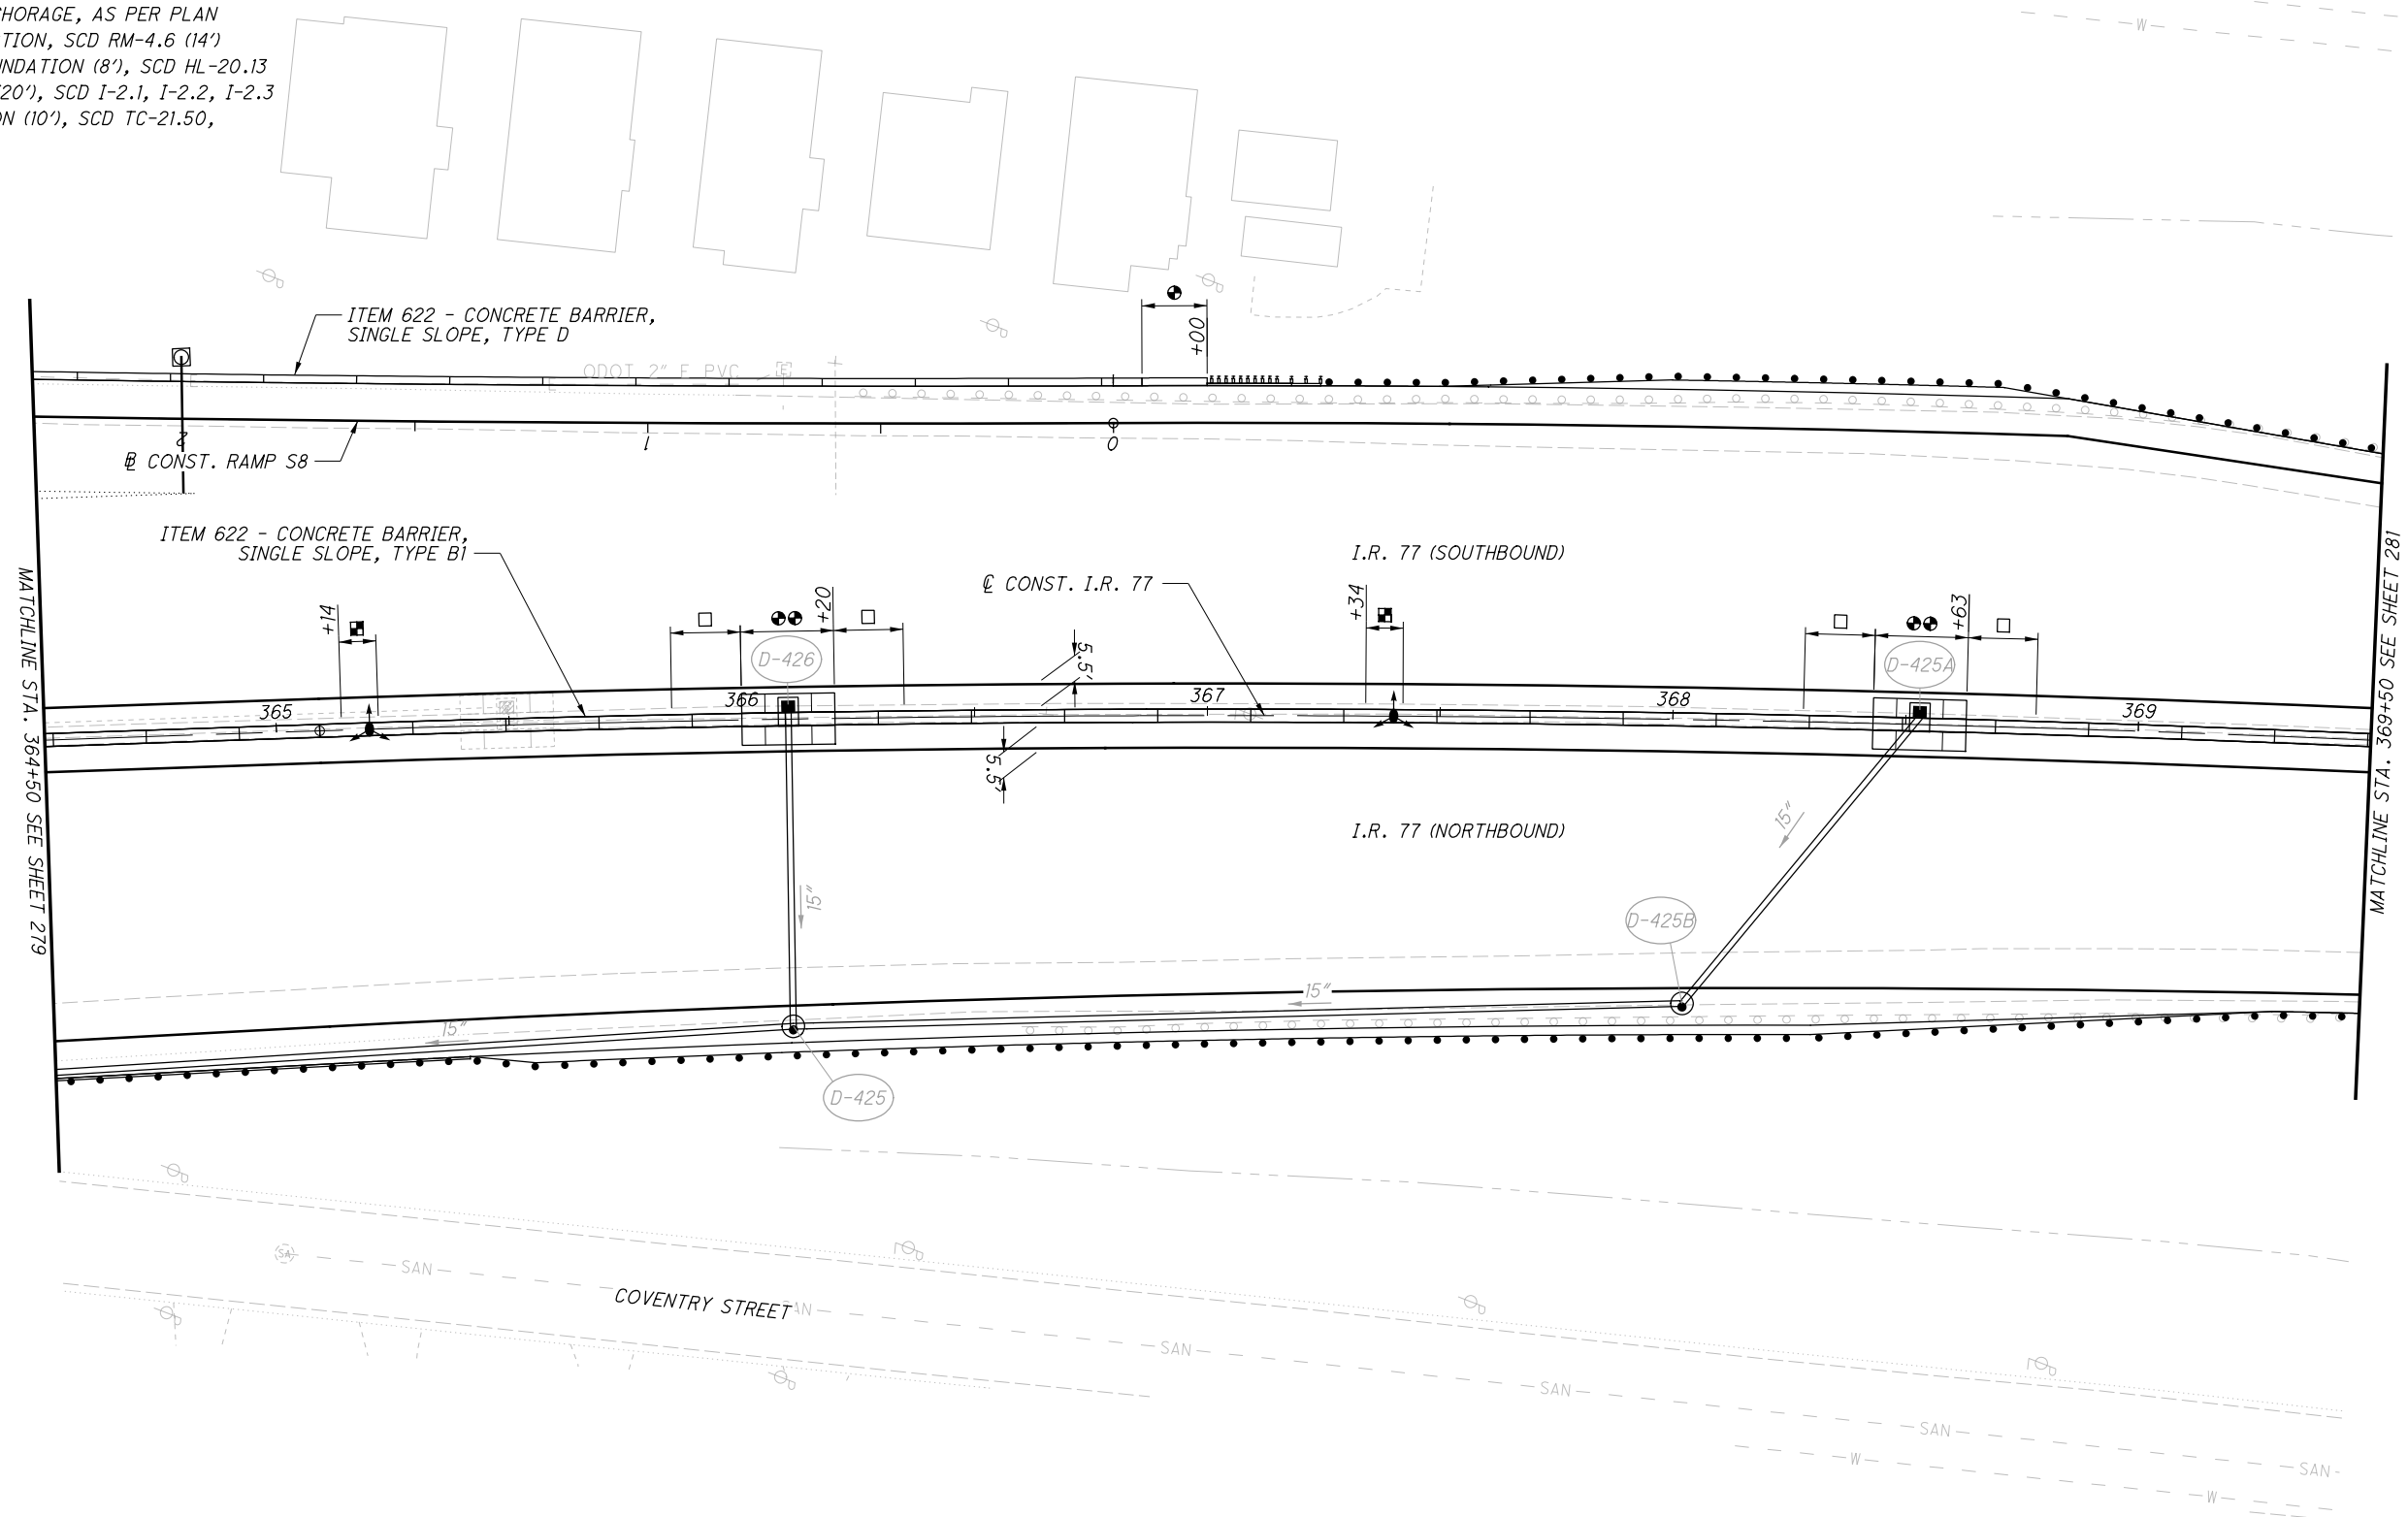 HORAGE, AS PER PLAN
TION, SCD RM-4.6 (14')
NDATION (8'), SCD HL-20.13
20'), SCD I-2.1, I-2.2, I-2.3
ON (10'), SCD TC-21.50,
W
ITEM 622 - CONCRETE BARRIER,
SINGLE SLOPE, TYPE D
+00
ODOT 2" E PVC
E
2
1
0
℄ CONST. RAMP S8
ITEM 622 - CONCRETE BARRIER,
SINGLE SLOPE, TYPE B1
I.R. 77 (SOUTHBOUND)
℄ CONST. I.R. 77
MATCHLINE STA. 364+50 SEE SHEET 279
MATCHLINE STA. 369+50 SEE SHEET 281
+14
+20
+34
+63
D-426
D-425A
5.5'
365
366
367
368
369
5.5'
I.R. 77 (NORTHBOUND)
15"
15"
D-425B
15"
15"
D-425
SA
SAN
COVENTRY STREET
SAN
SAN
SAN
SAN
SAN
W
W